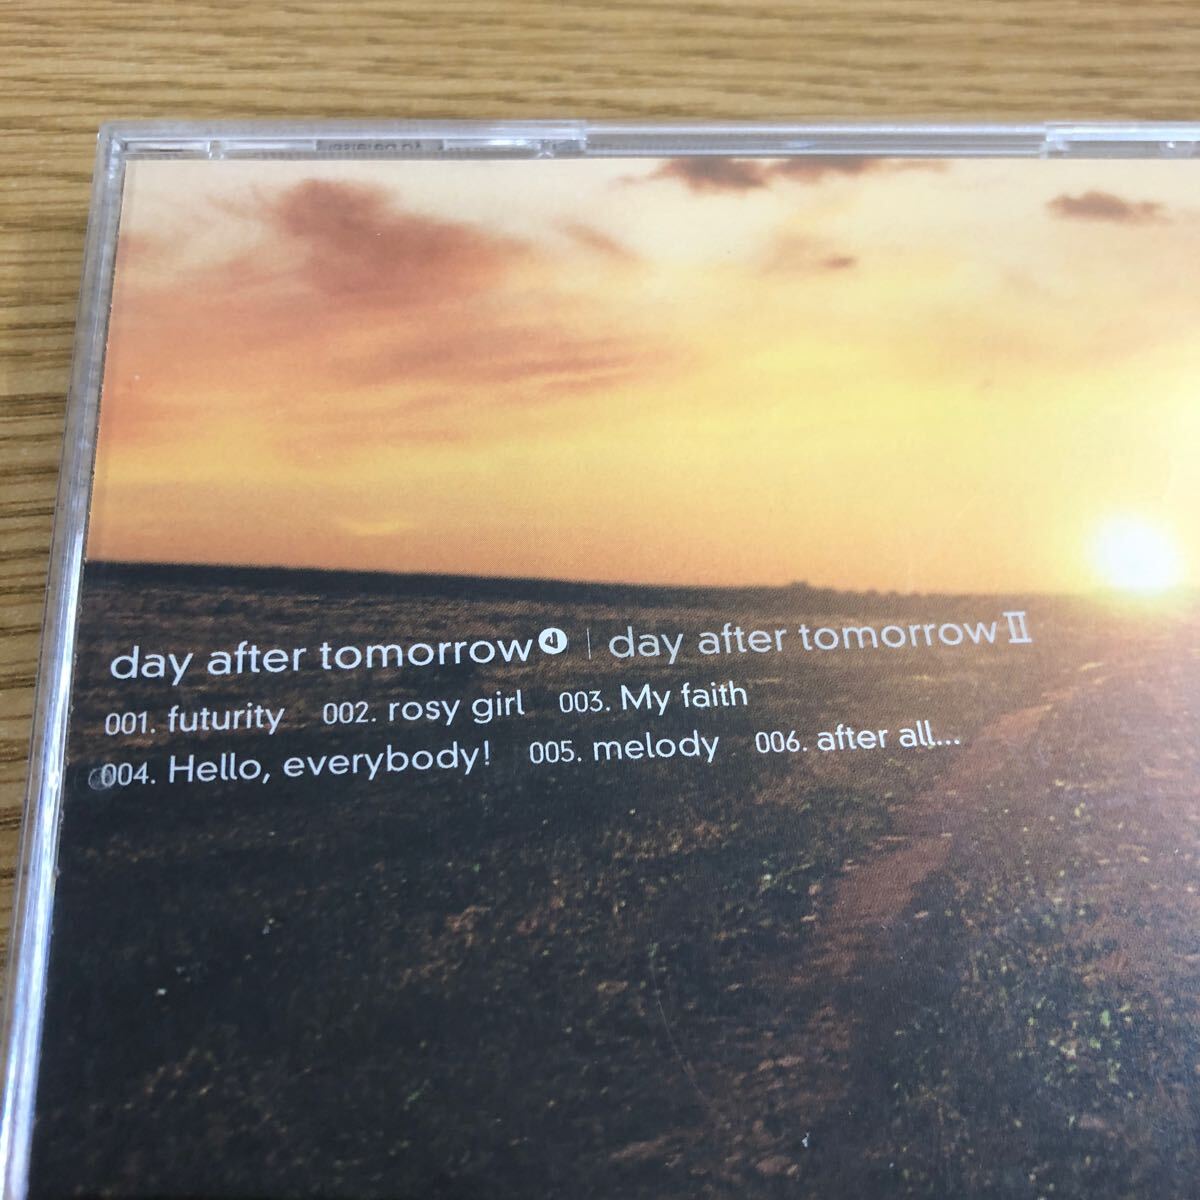 day after tomorrow | day after tomorrow II
001. futurity 002. rosy girl 003. My faith
004. Hello, everybody! 005. melody 006. after all...